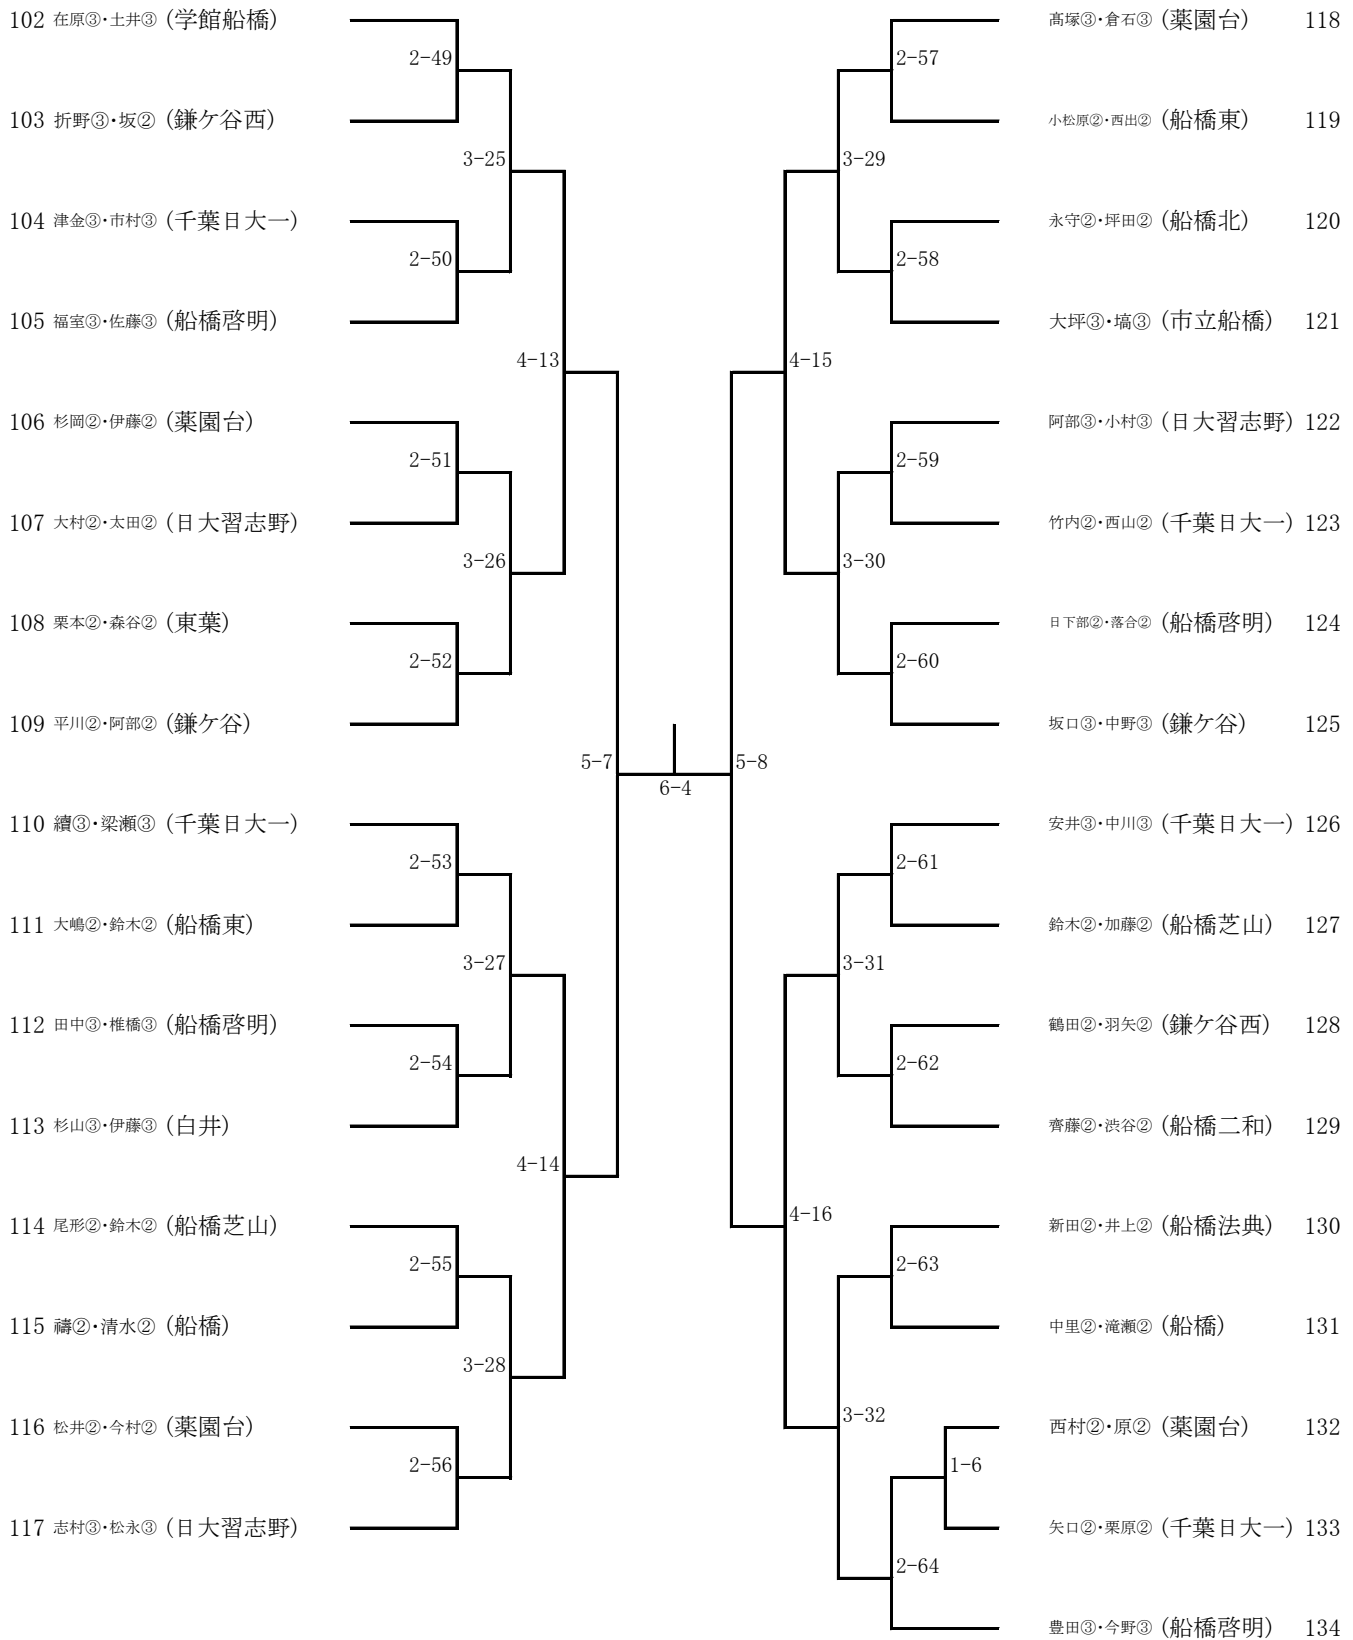 102 在原③・土井③ (学館船橋)
2-49
103 折野③・坂② (鎌ケ谷西)
3-25
104 津金③・市村③ (千葉日大一)
2-50
105 福室③・佐藤③ (船橋啓明)
4-13
106 杉岡②・伊藤② (薬園台)
2-51
107 大村②・太田② (日大習志野)
3-26
108 栗本②・森谷② (東葉)
2-52
109 平川②・阿部② (鎌ケ谷)
5-7
110 續③・梁瀬③ (千葉日大一)
2-53
111 大嶋②・鈴木② (船橋東)
3-27
112 田中③・椎橋③ (船橋啓明)
2-54
113 杉山③・伊藤③ (白井)
4-14
114 尾形②・鈴木② (船橋芝山)
2-55
115 禱②・清水② (船橋)
3-28
116 松井②・今村② (薬園台)
2-56
117 志村③・松永③ (日大習志野)
6-4
髙塚③・倉石③ (薬園台) 118
2-57
小松原②・西出② (船橋東) 119
3-29
永守②・坪田② (船橋北) 120
2-58
大坪③・塙③ (市立船橋) 121
4-15
阿部③・小村③ (日大習志野) 122
2-59
竹内②・西山② (千葉日大一) 123
3-30
日下部②・落合② (船橋啓明) 124
2-60
坂口③・中野③ (鎌ケ谷) 125
5-8
安井③・中川③ (千葉日大一) 126
2-61
鈴木②・加藤② (船橋芝山) 127
3-31
鶴田②・羽矢② (鎌ケ谷西) 128
2-62
齊藤②・渋谷② (船橋二和) 129
4-16
新田②・井上② (船橋法典) 130
2-63
中里②・滝瀬② (船橋) 131
3-32
西村②・原② (薬園台) 132
1-6
矢口②・栗原② (千葉日大一) 133
2-64
豊田③・今野③ (船橋啓明) 134